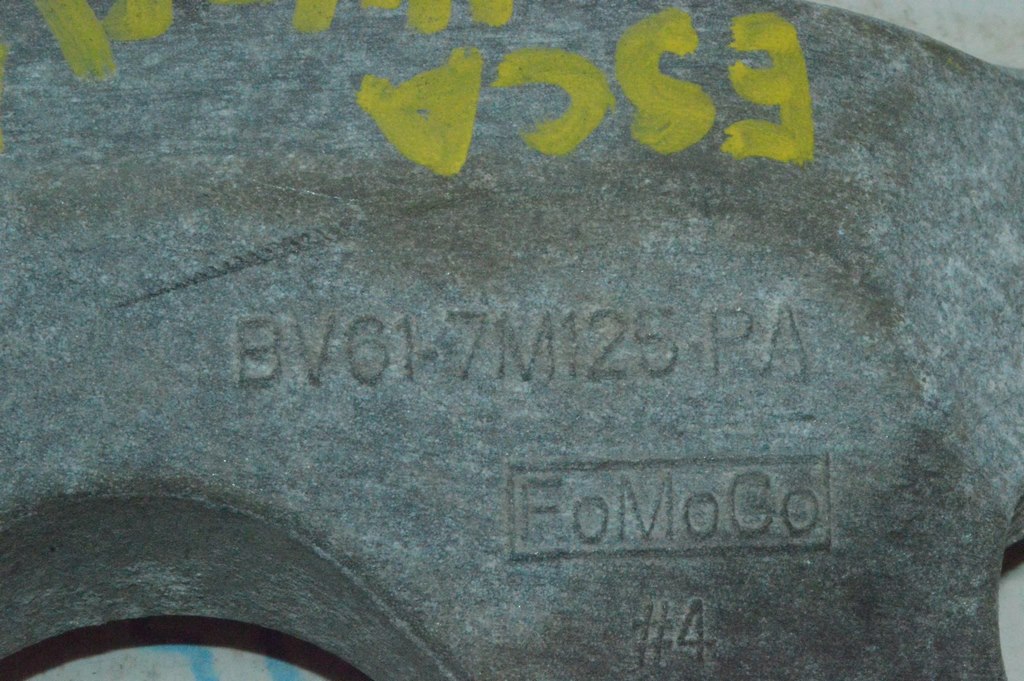 ESCA
BV61-7M125-PA
FoMoCo
#4